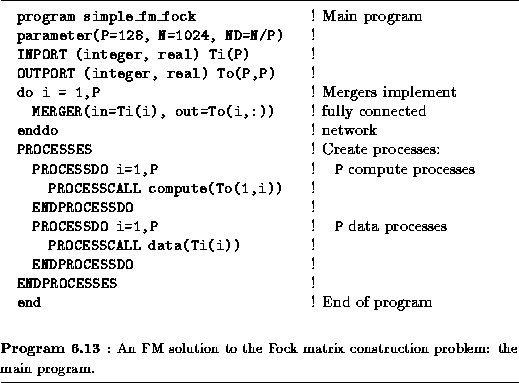 program simple_fm_fock ! Main program
parameter(P=128, N=1024, ND=N/P) !
INPORT (integer, real) Ti(P) !
OUTPORT (integer, real) To(P,P) !
do i = 1,P ! Mergers implement
MERGER(in=Ti(i), out=To(i,:)) ! fully connected
enddo ! network
PROCESSES ! Create processes:
PROCESSDO i=1,P ! P compute processes
PROCESSCALL compute(To(1,i)) !
ENDPROCESSDO !
PROCESSDO i=1,P ! P data processes
PROCESSCALL data(Ti(i)) !
ENDPROCESSDO !
ENDPROCESSES !
end ! End of program
Program 6.13 : An FM solution to the Fock matrix construction problem: the
main program.